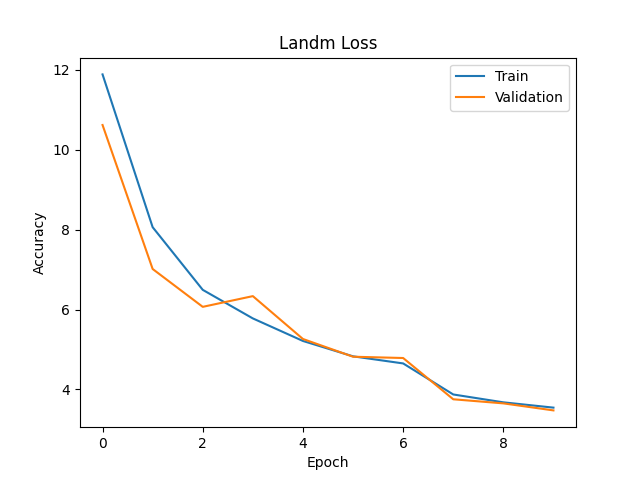 Landm Loss
Train
Validation
12
10
8
6
4
Accuracy
0 2 4 6 8
Epoch